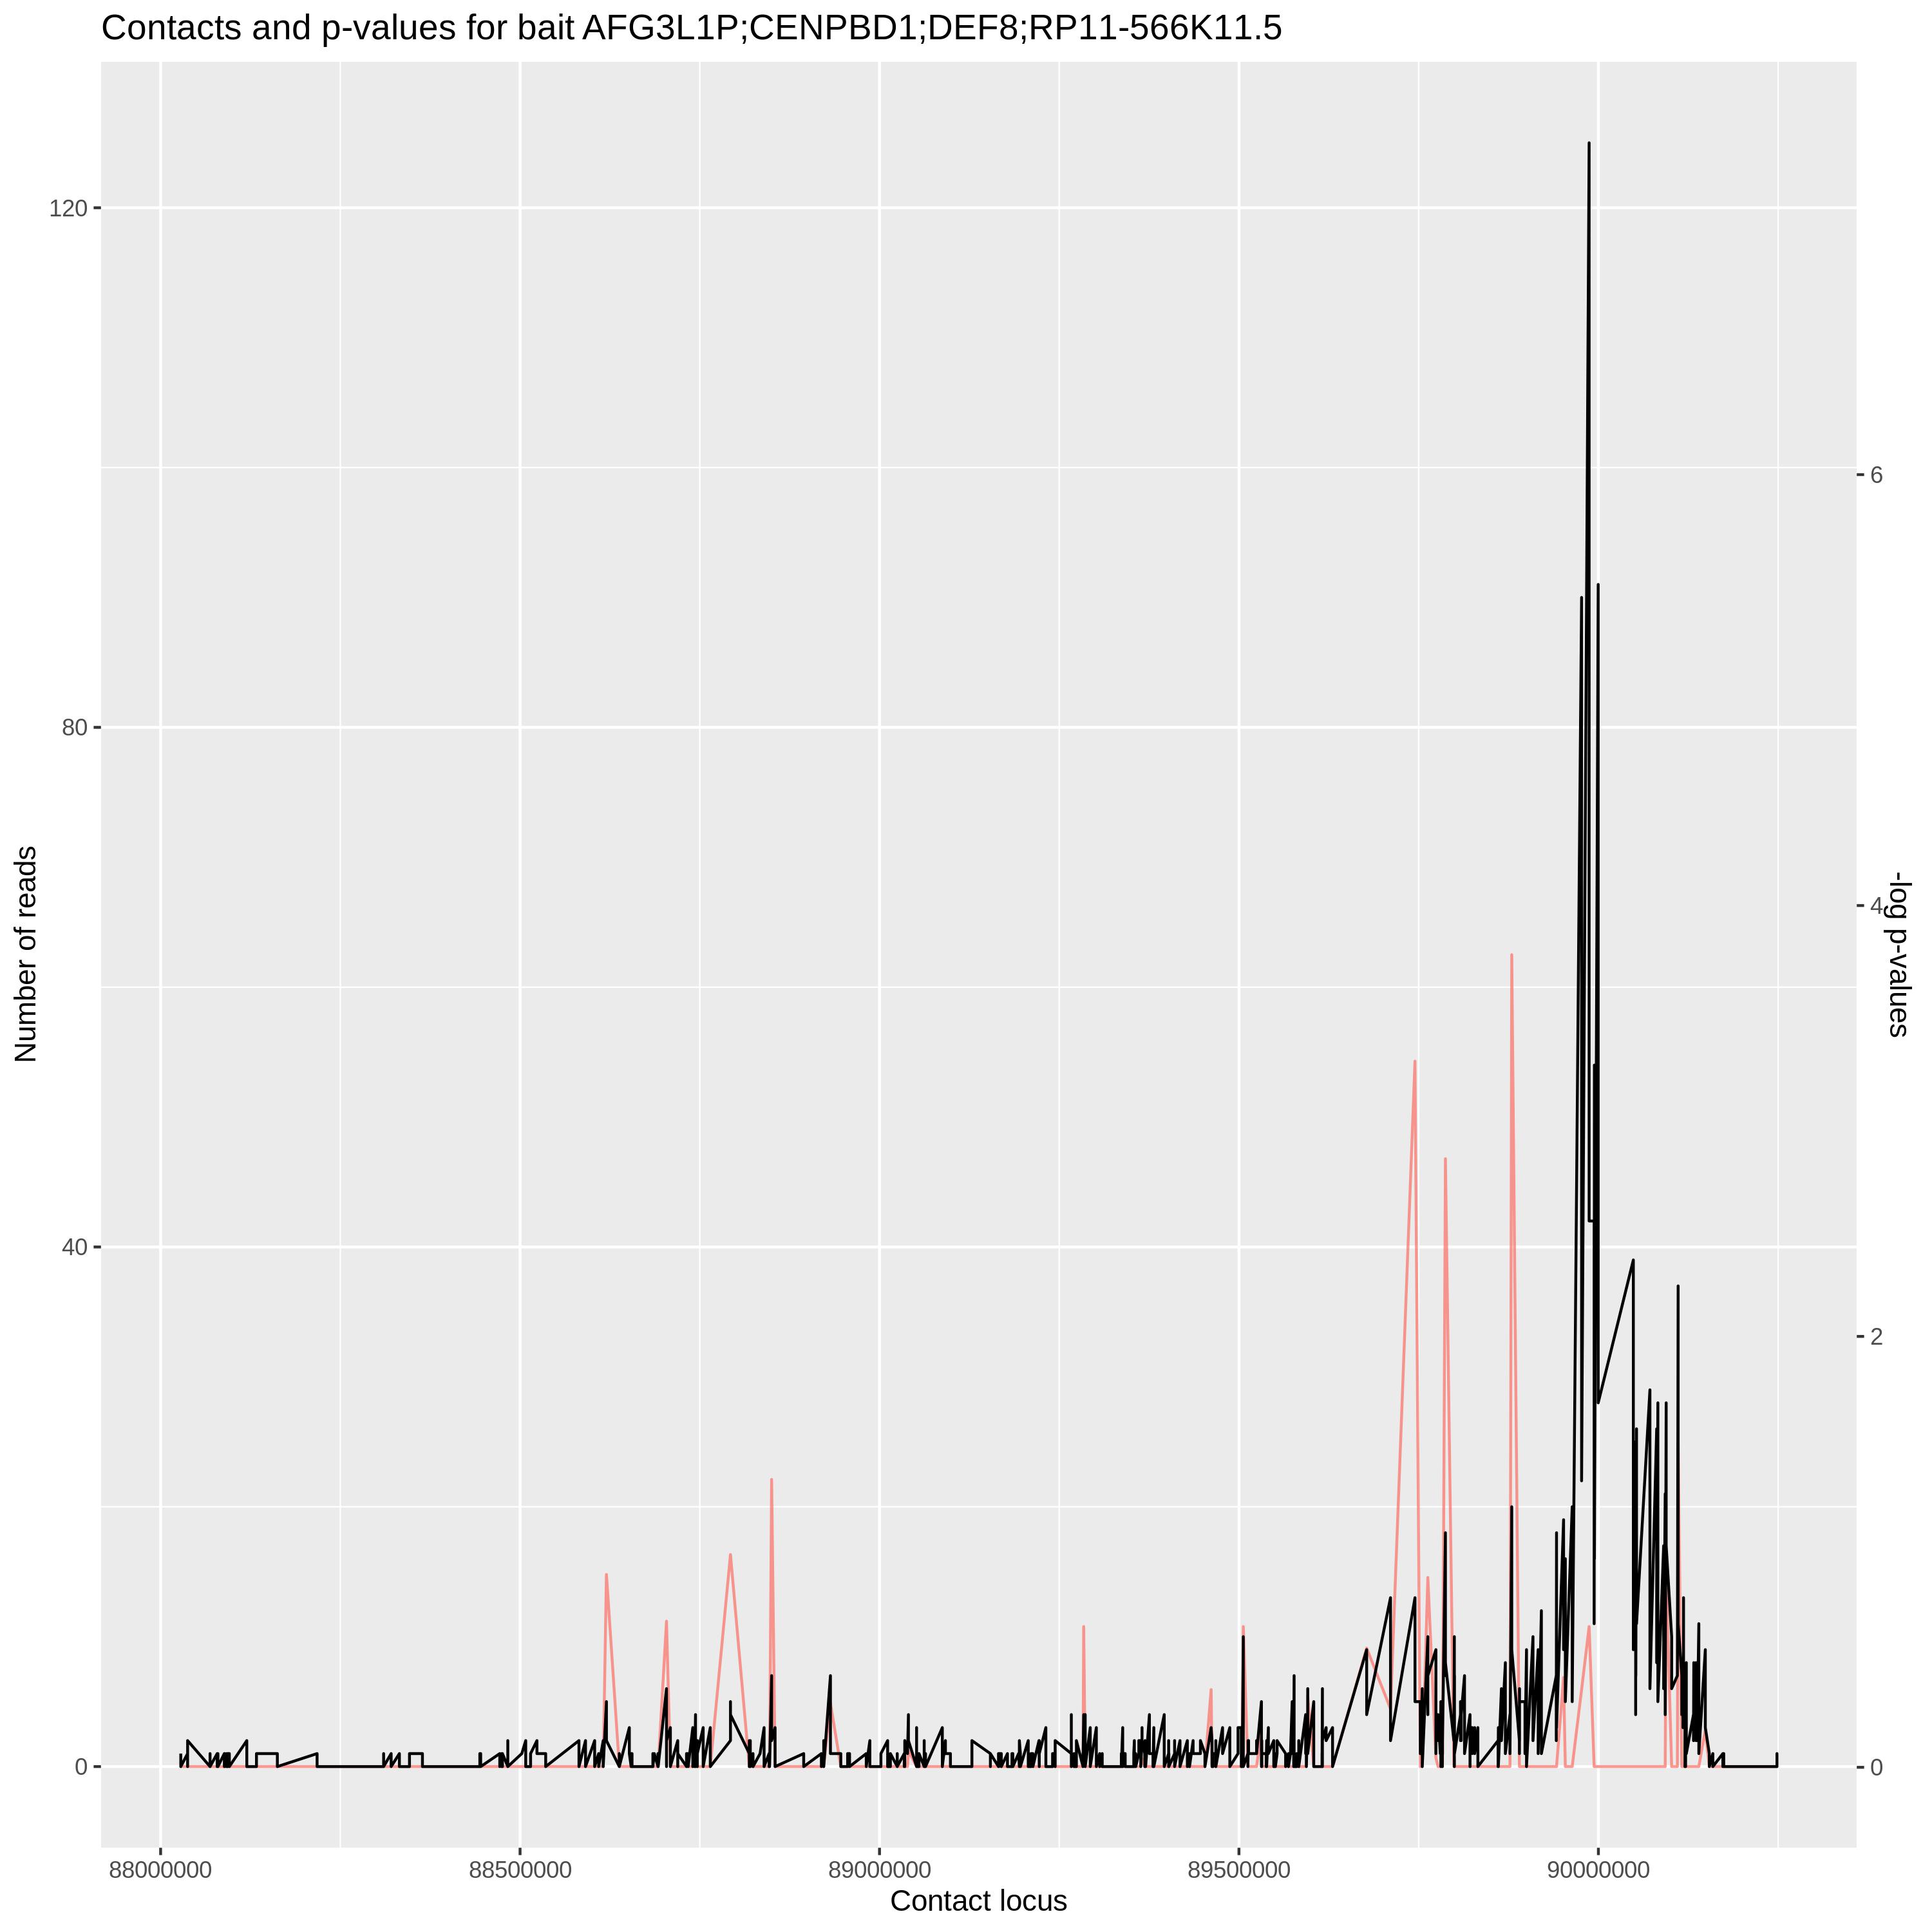 Contacts and p-values for bait AFG3L1P;CENPBD1;DEF8;RP11-566K11.5
120
80
40
0
Number of reads
6
4
2
0
-log p-values
88000000 88500000 89000000 89500000 90000000
Contact locus